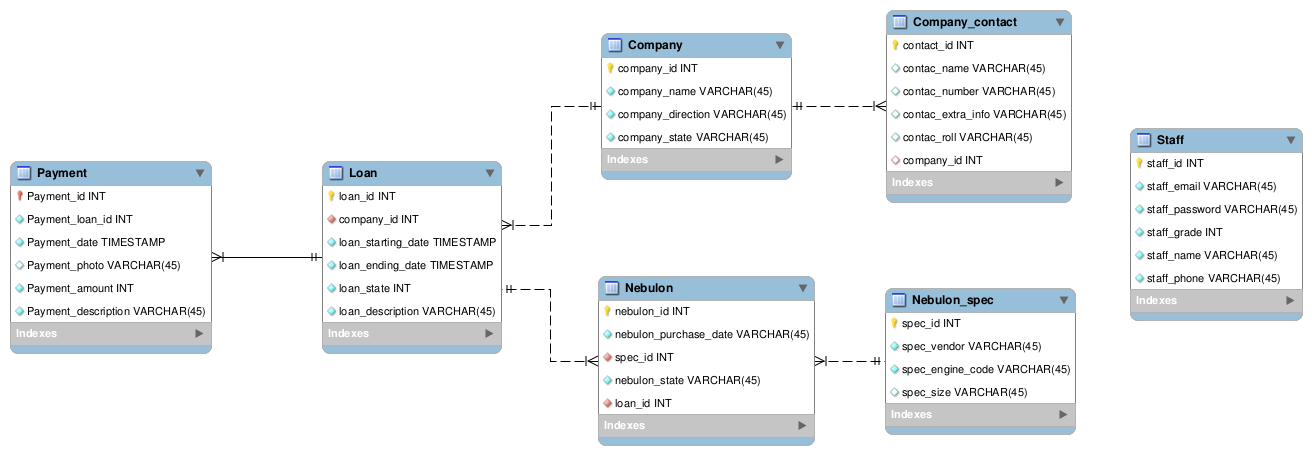 Payment
Payment_id INT
Payment_loan_id INT
Payment_date TIMESTAMP
Payment_photo VARCHAR(45)
Payment_amount INT
Payment_description VARCHAR(45)
Indexes
Loan
loan_id INT
company_id INT
loan_starting_date TIMESTAMP
loan_ending_date TIMESTAMP
loan_state INT
loan_description VARCHAR(45)
Indexes
Company
company_id INT
company_name VARCHAR(45)
company_direction VARCHAR(45)
company_state VARCHAR(45)
Indexes
Company_contact
contact_id INT
contac_name VARCHAR(45)
contac_number VARCHAR(45)
contac_extra_info VARCHAR(45)
contac_roll VARCHAR(45)
company_id INT
Indexes
Nebulon
nebulon_id INT
nebulon_purchase_date VARCHAR(45)
spec_id INT
nebulon_state VARCHAR(45)
loan_id INT
Indexes
Nebulon_spec
spec_id INT
spec_vendor VARCHAR(45)
spec_engine_code VARCHAR(45)
spec_size VARCHAR(45)
Indexes
Staff
staff_id INT
staff_email VARCHAR(45)
staff_password VARCHAR(45)
staff_grade INT
staff_name VARCHAR(45)
staff_phone VARCHAR(45)
Indexes